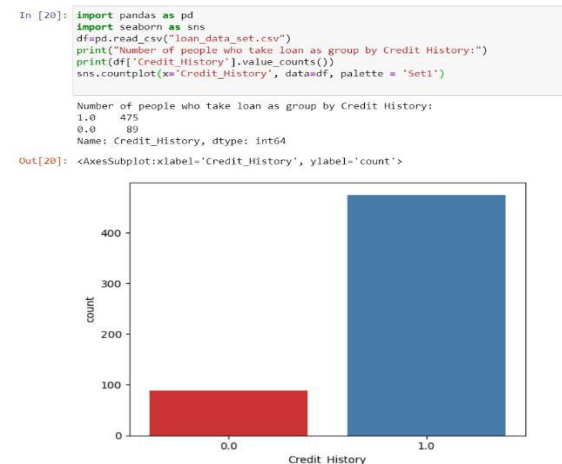 In [20]: import pandas as pd
import seaborn as sns
df=pd.read_csv("loan_data_set.csv")
print("Number of people who take loan as group by Credit History:")
print(df['Credit_History'].value_counts())
sns.countplot(x='Credit_History', data=df, palette = 'Set1')
Number of people who take loan as group by Credit History:
1.0    475
0.0     89
Name: Credit_History, dtype: int64
Out[20]: <AxesSubplot:xlabel='Credit_History', ylabel='count'>
400
300
count
200
100
0
0.0 1.0
Credit_History